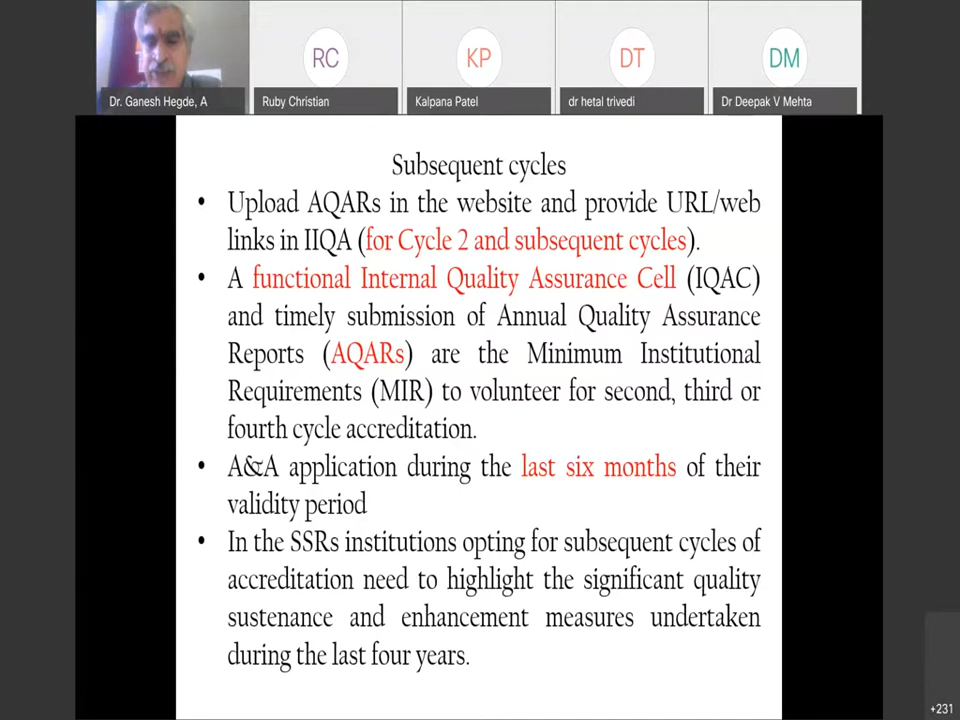 RC
KP
DT
DM
Dr. Ganesh Hegde, A
Ruby Christian
Kalpana Patel
dr hetal trivedi
Dr Deepak V Mehta
Subsequent cycles
• Upload AQARs in the website and provide URL/web
links in IIQA (for Cycle 2 and subsequent cycles).
• A functional Internal Quality Assurance Cell (IQAC)
and timely submission of Annual Quality Assurance
Reports (AQARs) are the Minimum Institutional
Requirements (MIR) to volunteer for second, third or
fourth cycle accreditation.
• A&A application during the last six months of their
validity period
• In the SSRs institutions opting for subsequent cycles of
accreditation need to highlight the significant quality
sustenance and enhancement measures undertaken
during the last four years.
+231